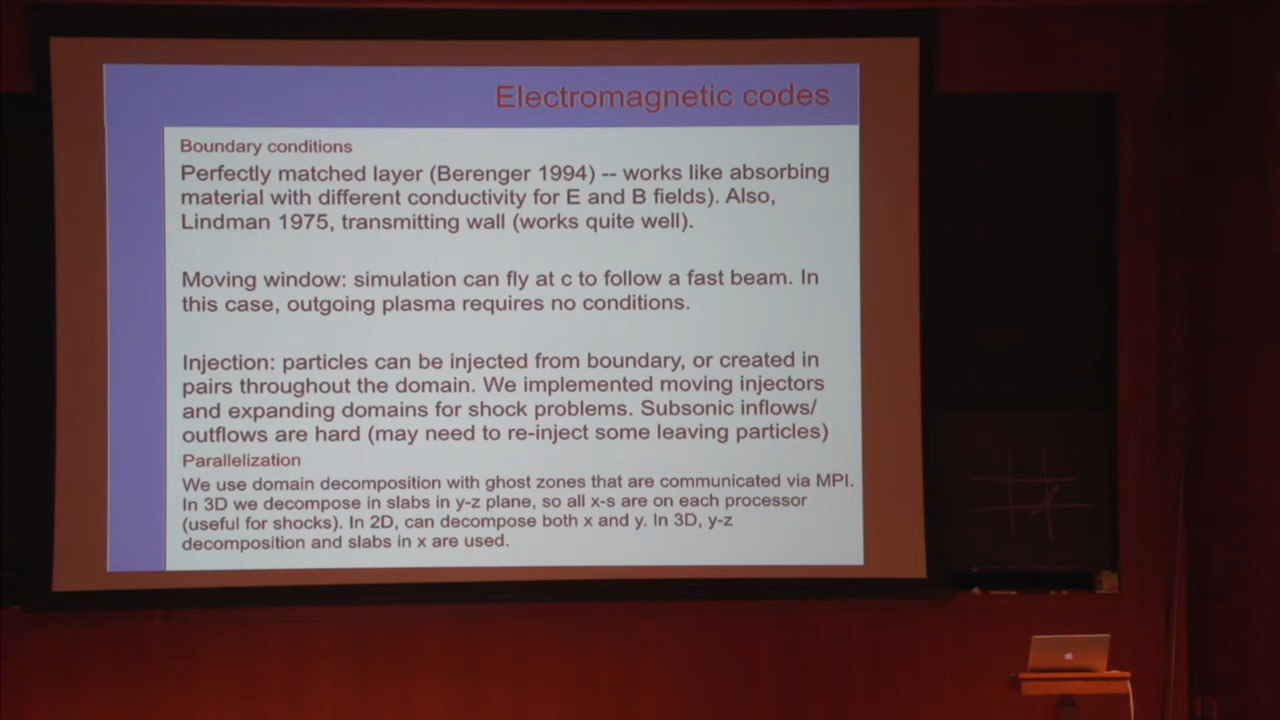 Electromagnetic codes
Boundary conditions
Perfectly matched layer (Berenger 1994) -- works like absorbing
material with different conductivity for E and B fields). Also,
Lindman 1975, transmitting wall (works quite well).
Moving window: simulation can fly at c to follow a fast beam. In
this case, outgoing plasma requires no conditions.
Injection: particles can be injected from boundary, or created in
pairs throughout the domain. We implemented moving injectors
and expanding domains for shock problems. Subsonic inflows/
outflows are hard (may need to re-inject some leaving particles)
Parallelization
We use domain decomposition with ghost zones that are communicated via MPI.
In 3D we decompose in slabs in y-z plane, so all x-s are on each processor
(useful for shocks). In 2D, can decompose both x and y. In 3D, y-z
decomposition and slabs in x are used.